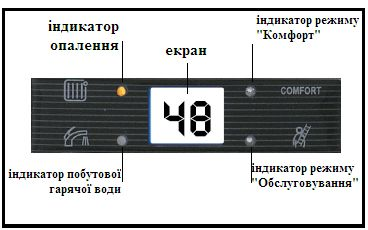 індикатор
опалення
екран
індикатор режиму
"Комфорт"
48
COMFORT
індикатор побутової
гарячої води
індикатор режиму
"Обслуговування"